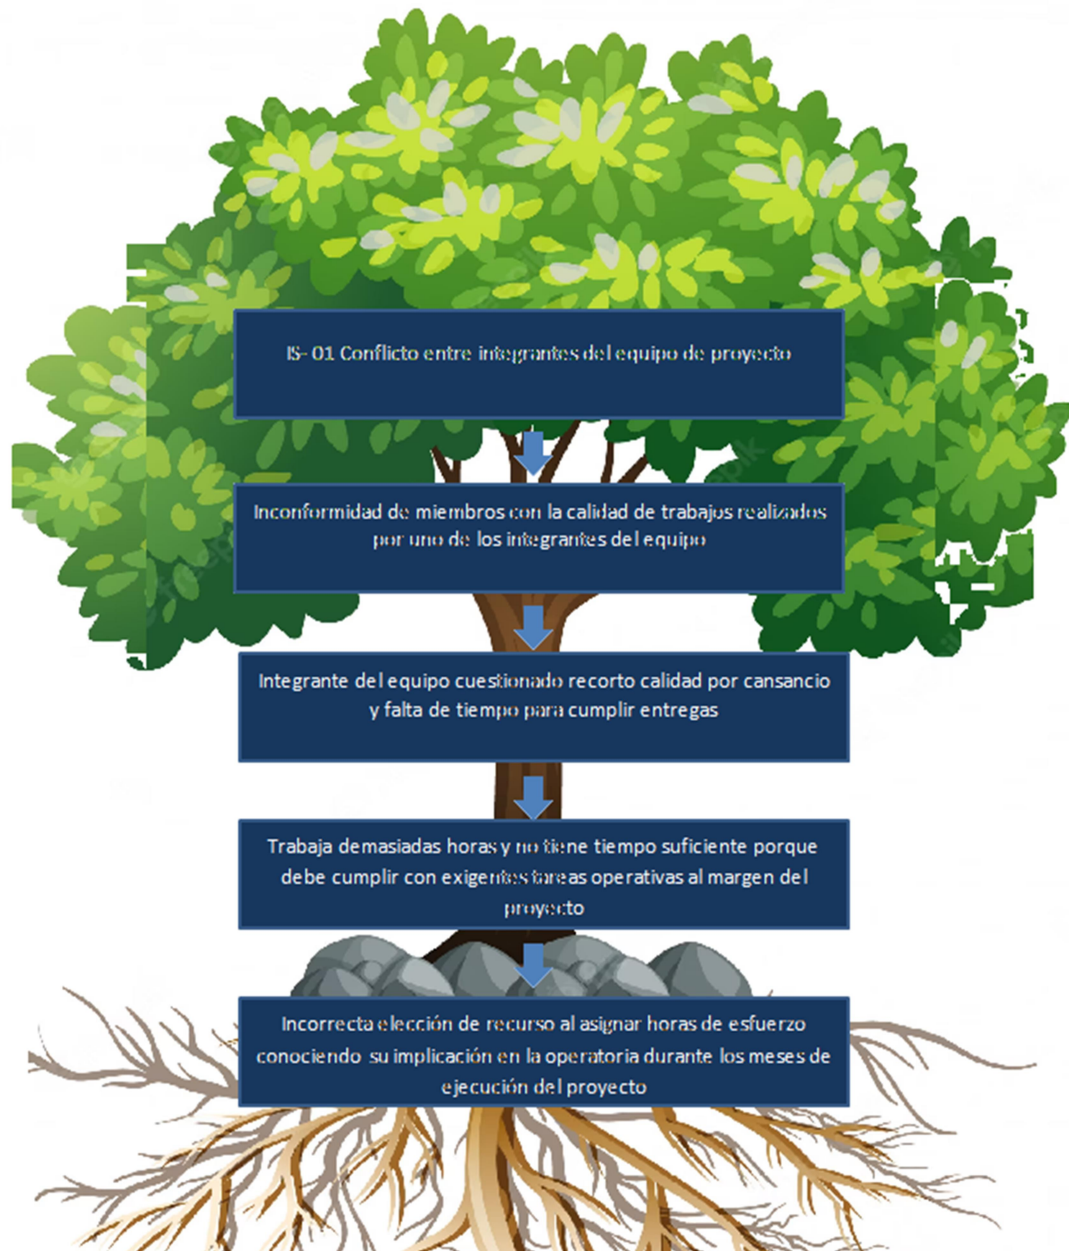 IS- 01 Conflicto entre integrantes del equipo de proyecto
Inconformidad de miembros con la calidad de trabajos realizados
por uno de los integrantes del equipo
Integrante del equipo cuestionado recorto calidad por cansancio
y falta de tiempo para cumplir entregas
Trabaja demasiadas horas y no tiene tiempo suficiente porque
debe cumplir con exigentes tareas operativas al margen del
proyecto
Incorrecta elección de recurso al asignar horas de esfuerzo
conociendo su implicación en la operatoria durante los meses de
ejecución del proyecto